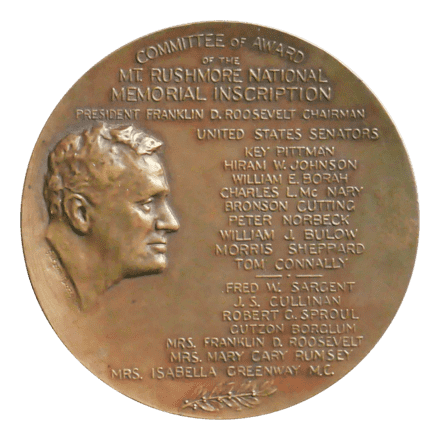 COMMITTEE OF AWARD
OF THE
MT. RUSHMORE NATIONAL
MEMORIAL INSCRIPTION
PRESIDENT FRANKLIN D. ROOSEVELT CHAIRMAN
UNITED STATES SENATORS
KEY PITTMAN
HIRAM W. JOHNSON
WILLIAM E. BORAH
CHARLES L. Mc NARY
BRONSON CUTTING
PETER NORBECK
WILLIAM J. BULOW
MORRIS SHEPPARD
TOM CONNALLY
FRED W. SARGENT
J. S. CULLINAN
ROBERT G. SPROUL
GUTZON BORGLUM
MRS. FRANKLIN D. ROOSEVELT
MRS. MARY CARY RUMSEY
MRS. ISABELLA GREENWAY M.C.